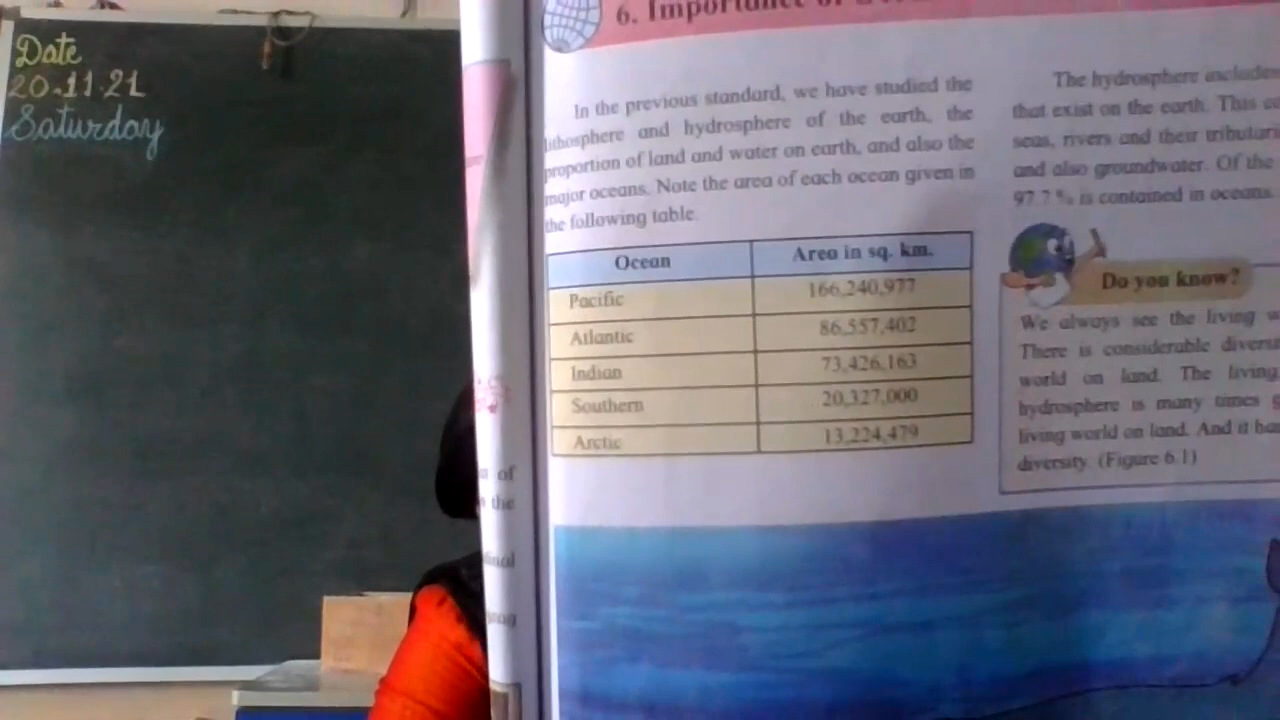 Date
20.11.21
Saturday
6. Importance of
In the previous standard, we have studied the
lithosphere and hydrosphere of the earth, the
proportion of land and water on earth, and also the
major oceans. Note the area of each ocean given in
the following table.
Ocean Area in sq. km.
Pacific 166,240,977
Atlantic 86,557,402
Indian 73,426,163
Southern 20,327,000
Arctic 13,224,479
The hydrosphere includes
that exist on the earth. This
seas, rivers and their
and also groundwater. Of the
97.7 % is contained in oceans.
Do you know?
We always see the living
There is considerable
world on land. The living
hydrosphere is many times
living world on land. And it
diversity. (Figure 6.1)
of
the